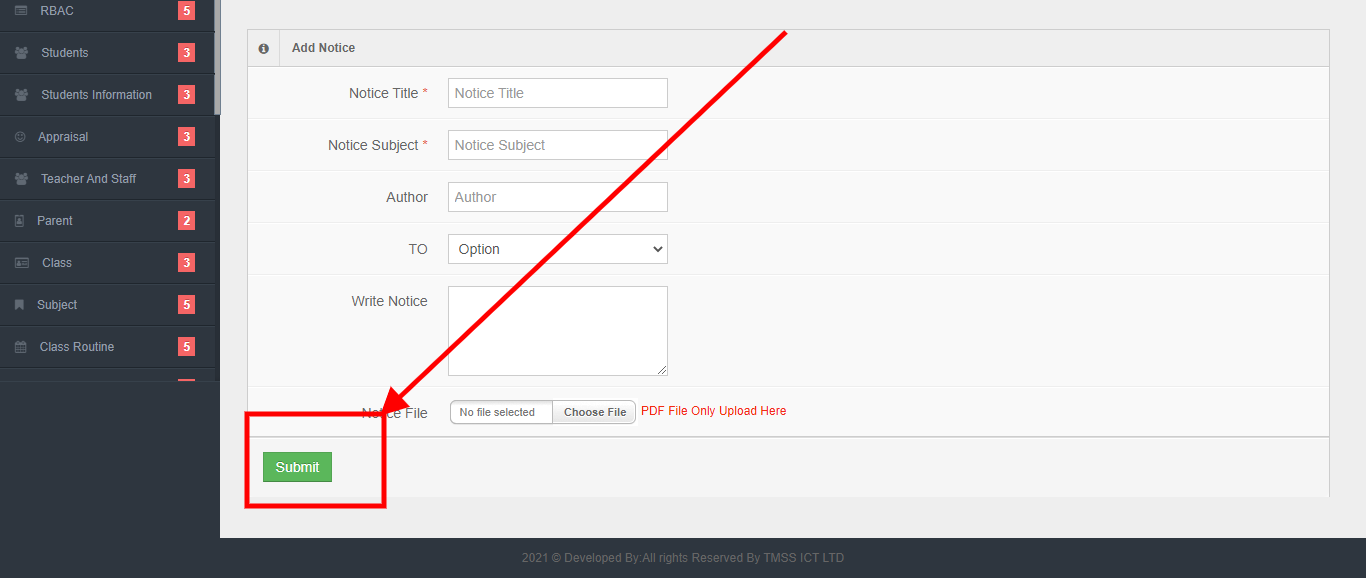 RBAC 5
Students 3
Students Information 3
Appraisal 3
Teacher And Staff 3
Parent 2
Class 3
Subject 5
Class Routine 5
Add Notice
Notice Title * Notice Title
Notice Subject * Notice Subject
Author Author
TO Option
Write Notice
Notice File No file selected Choose File PDF File Only Upload Here
Submit
2021 © Developed By:All rights Reserved By TMSS ICT LTD